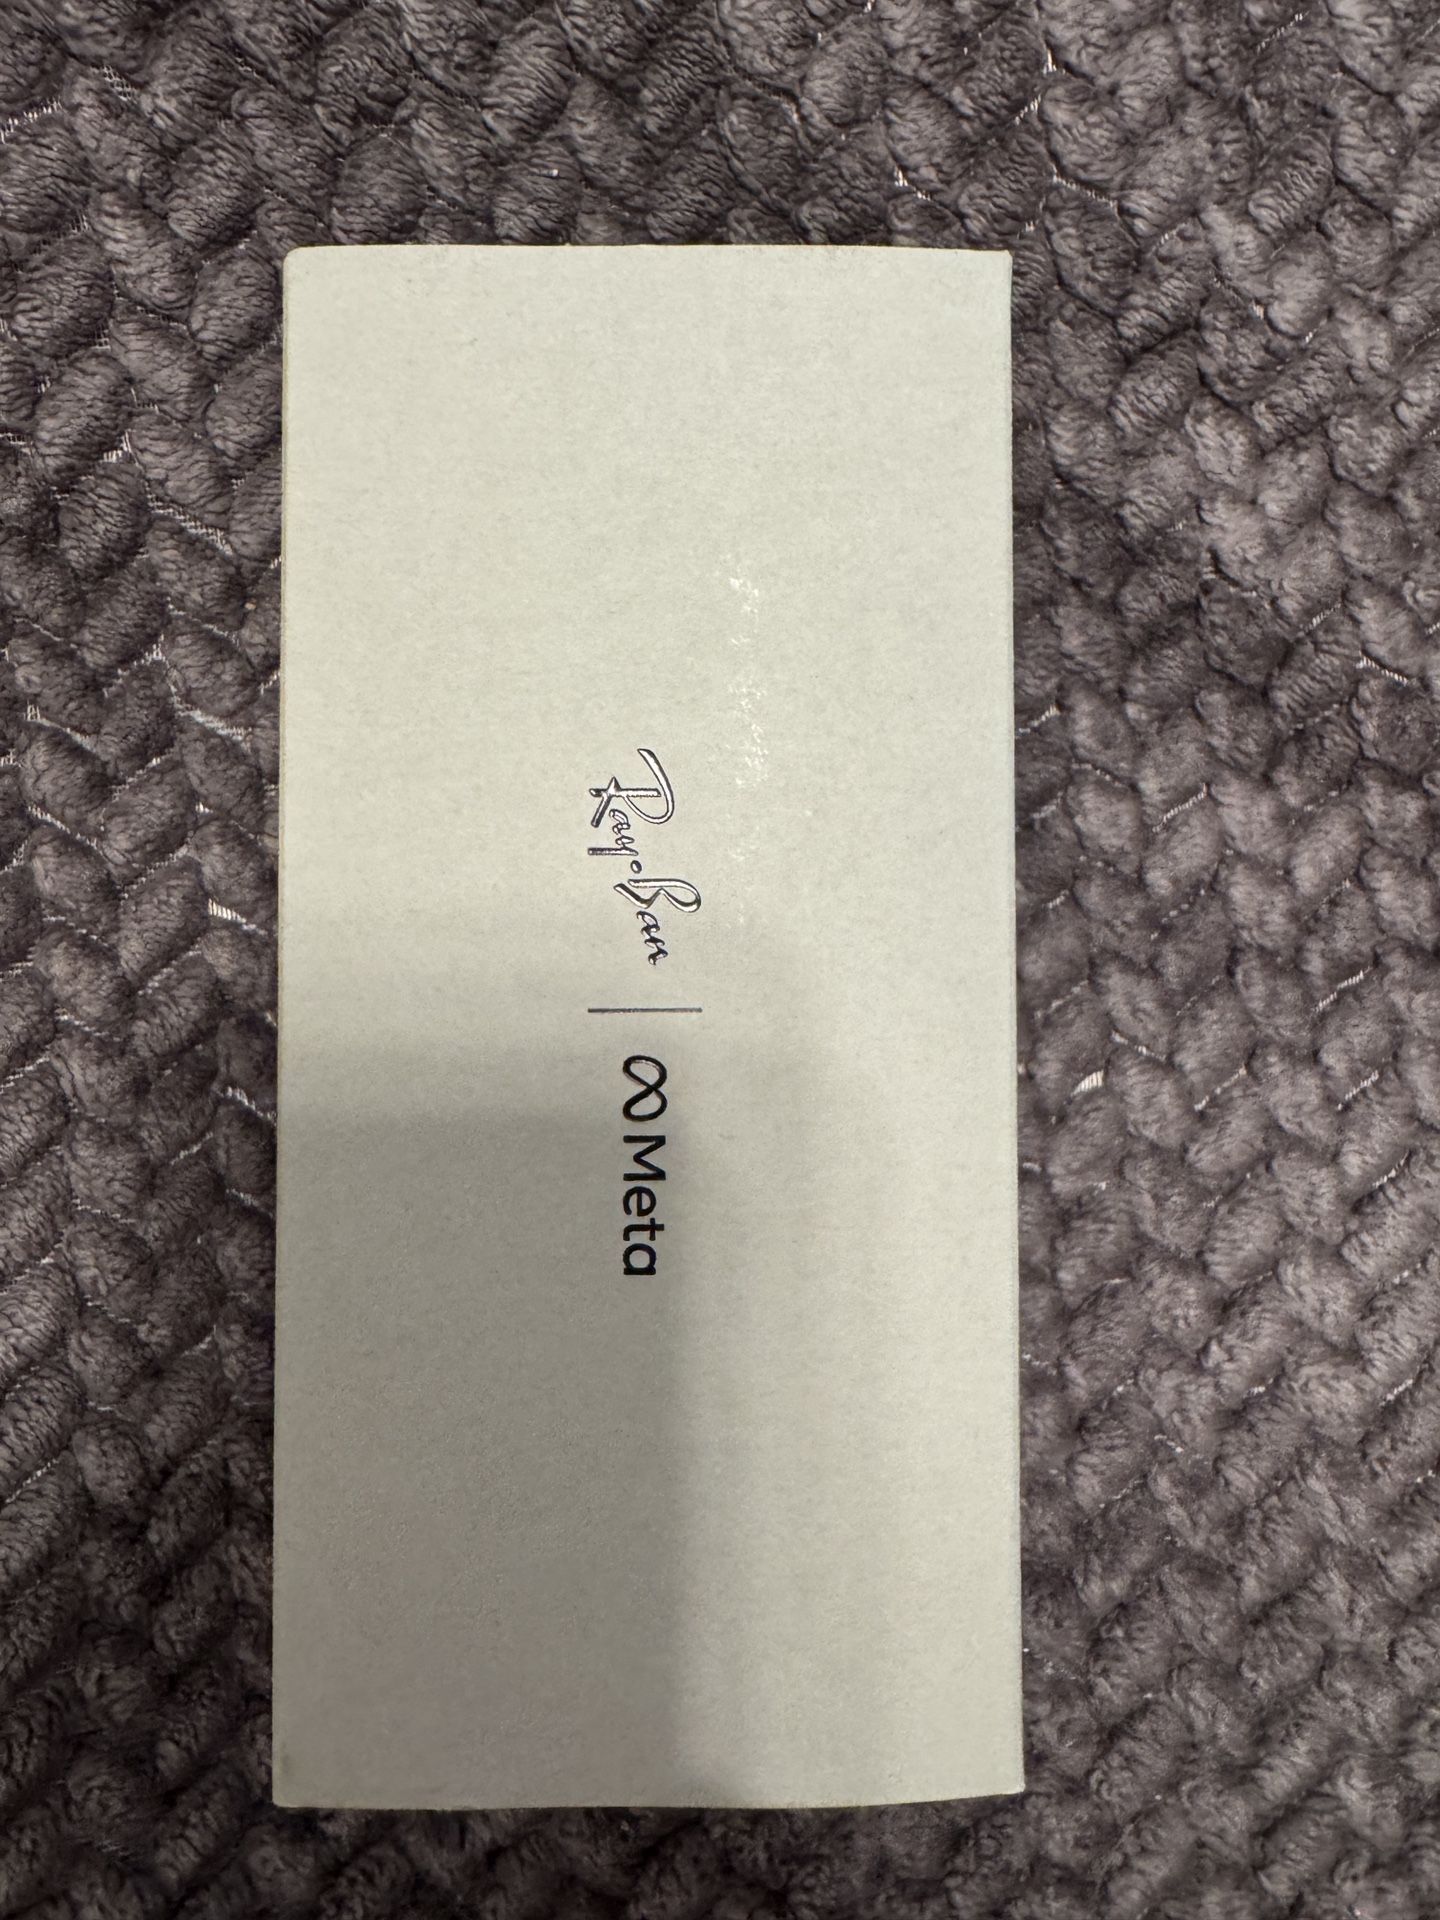 Ray-Ban | ∞ Meta